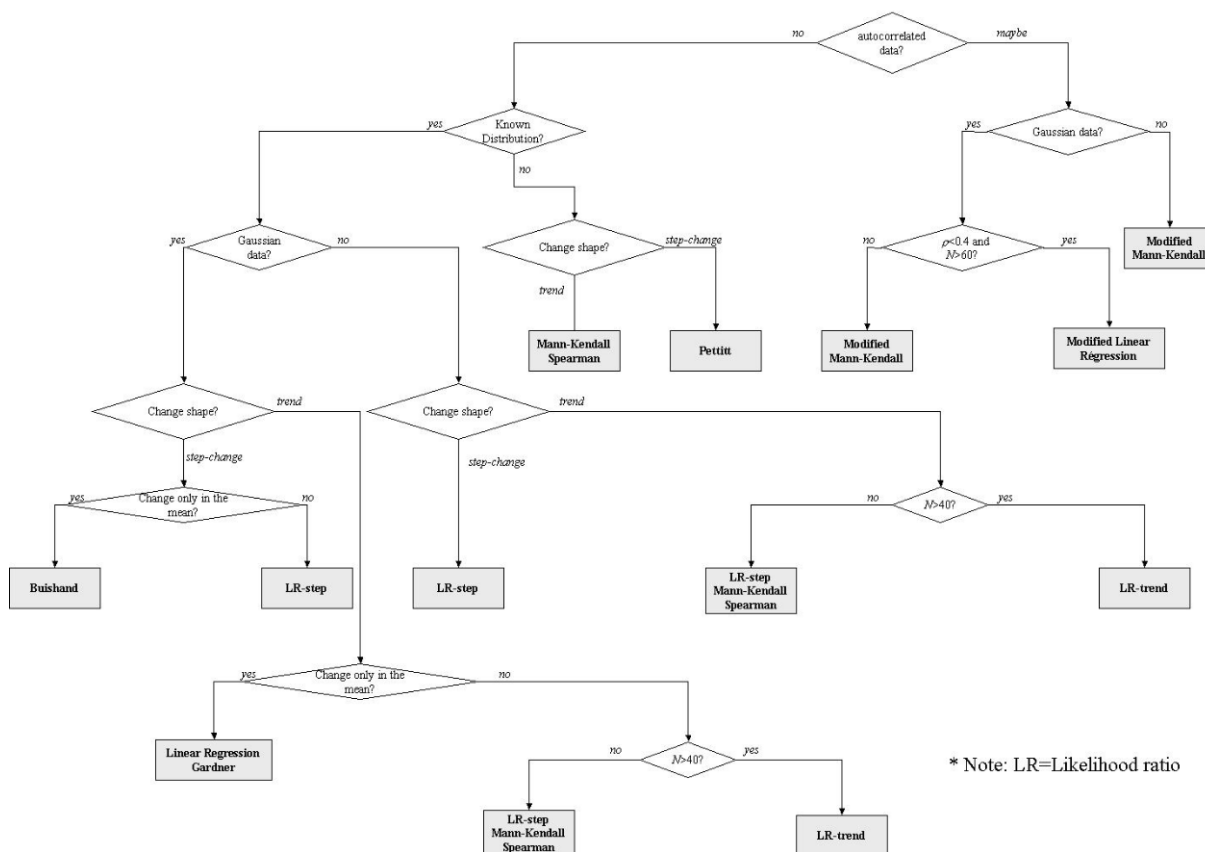 autocorrelated
data?
no
maybe
Known
Distribution?
yes
no
Gaussian data?
yes
no
Gaussian
data?
yes
no
Change shape?
step-change
trend
ρ<0.4 and
N>60?
no
yes
Modified
Mann-Kendall
Mann-Kendall
Spearman
Pettitt
Modified
Mann-Kendall
Modified Linear
Régression
Change shape?
trend
step-change
Change shape?
trend
step-change
Change only in the
mean?
yes
no
N>40?
no
yes
Buishand
LR-step
LR-step
LR-step
Mann-Kendall
Spearman
LR-trend
Change only in the
mean?
yes
no
Linear Regression
Gardner
N>40?
no
yes
* Note: LR=Likelihood ratio
LR-step
Mann-Kendall
Spearman
LR-trend